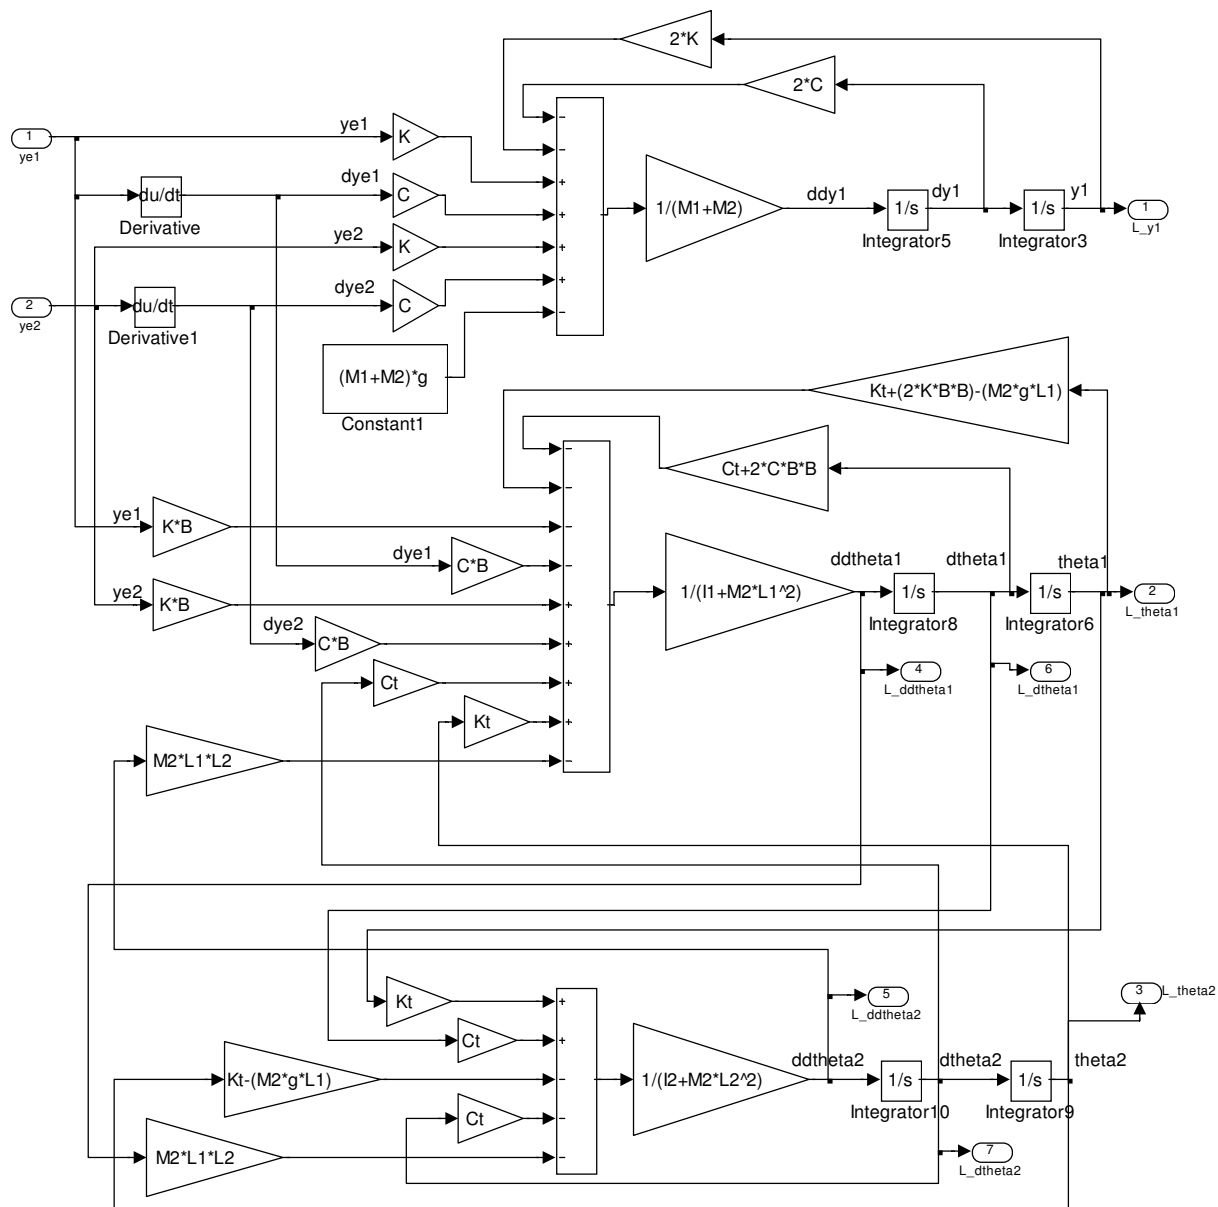 2*K
2*C
1
ye1
ye1
K
du/dt
Derivative
dye1
C
ye2
K
2
ye2
du/dt
Derivative1
dye2
C
(M1+M2)*g
Constant1
−
−
+
+
+
+
−
1/(M1+M2)
ddy1
1/s
Integrator5
dy1
1/s
Integrator3
y1
1
L_y1
Kt+(2*K*B*B)-(M2*g*L1)
Ct+2*C*B*B
ye1
K*B
dye1
C*B
ye2
K*B
dye2
C*B
Ct
Kt
M2*L1*L2
−
−
−
−
+
+
+
+
−
1/(I1+M2*L1^2)
ddtheta1
1/s
Integrator8
dtheta1
1/s
Integrator6
theta1
2
L_theta1
4
L_ddtheta1
6
L_dtheta1
Kt
Ct
Kt-(M2*g*L1)
Ct
M2*L1*L2
+
+
−
−
−
1/(I2+M2*L2^2)
ddtheta2
5
L_ddtheta2
1/s
Integrator10
dtheta2
1/s
Integrator9
theta2
3
L_theta2
7
L_dtheta2